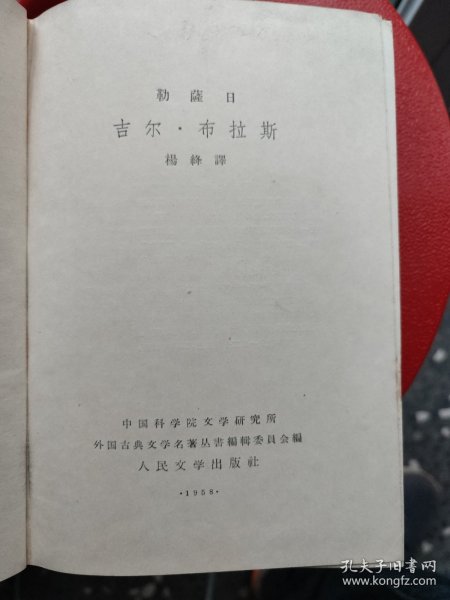 勒薩日
吉尔·布拉斯
楊絳譯
中国科学院文学研究所
外国古典文学名著丛書編輯委員会編
人民文学出版社
·1958·
孔夫子旧书网
www.kongfz.com